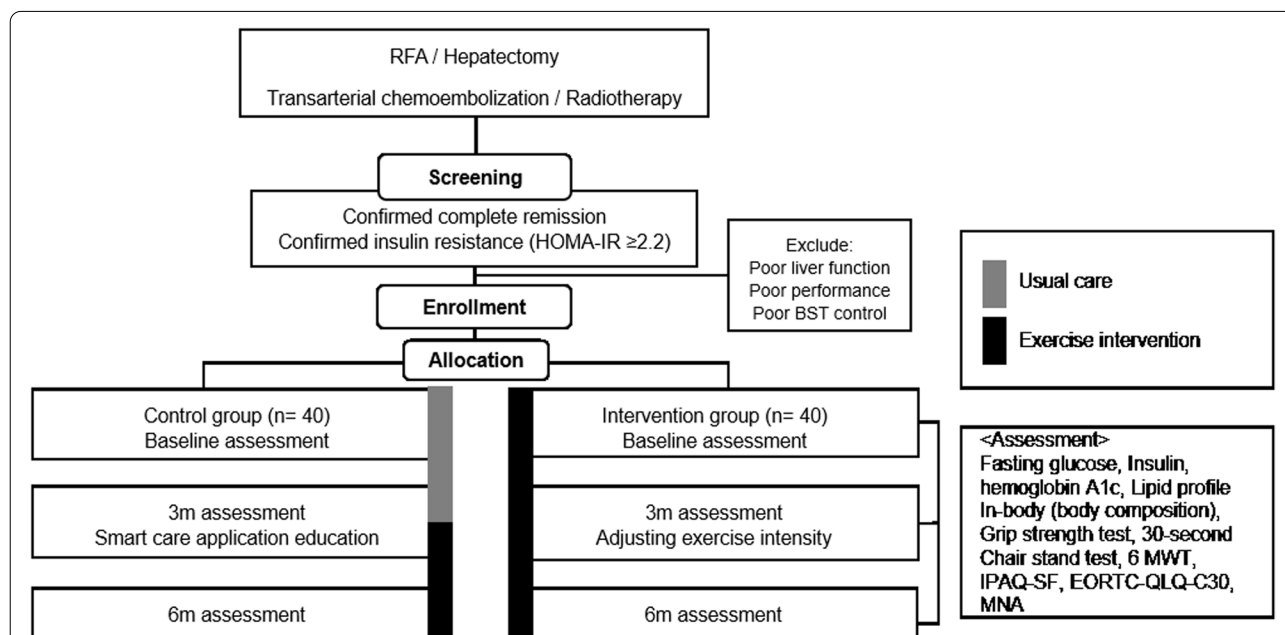 RFA / Hepatectomy
Transarterial chemoembolization / Radiotherapy
Screening
Confirmed complete remission
Confirmed insulin resistance (HOMA-IR ≥2.2)
Exclude:
Poor liver function
Poor performance
Poor BST control
Enrollment
Allocation
Usual care
Exercise intervention
Control group (n= 40)
Baseline assessment
Intervention group (n= 40)
Baseline assessment
3m assessment
Smart care application education
3m assessment
Adjusting exercise intensity
6m assessment
6m assessment
<Assessment>
Fasting glucose, Insulin,
hemoglobin A1c, Lipid profile
In-body (body composition),
Grip strength test, 30-second
Chair stand test, 6 MWT,
IPAQ-SF, EORTC-QLQ-C30,
MNA